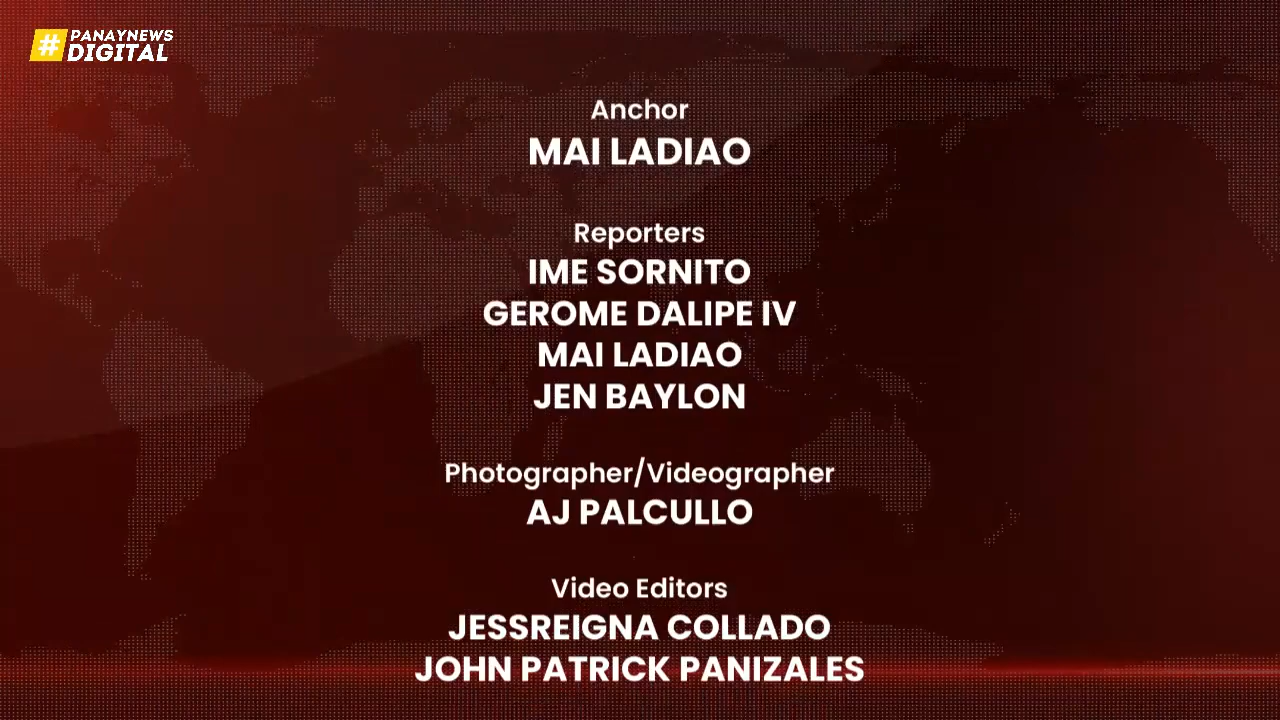 # PANAYNEWS
DIGITAL
Anchor
MAI LADIAO
Reporters
IME SORNITO
GEROME DALIPE IV
MAI LADIAO
JEN BAYLON
Photographer/Videographer
AJ PALCULLO
Video Editors
JESSREIGNA COLLADO
JOHN PATRICK PANIZALES